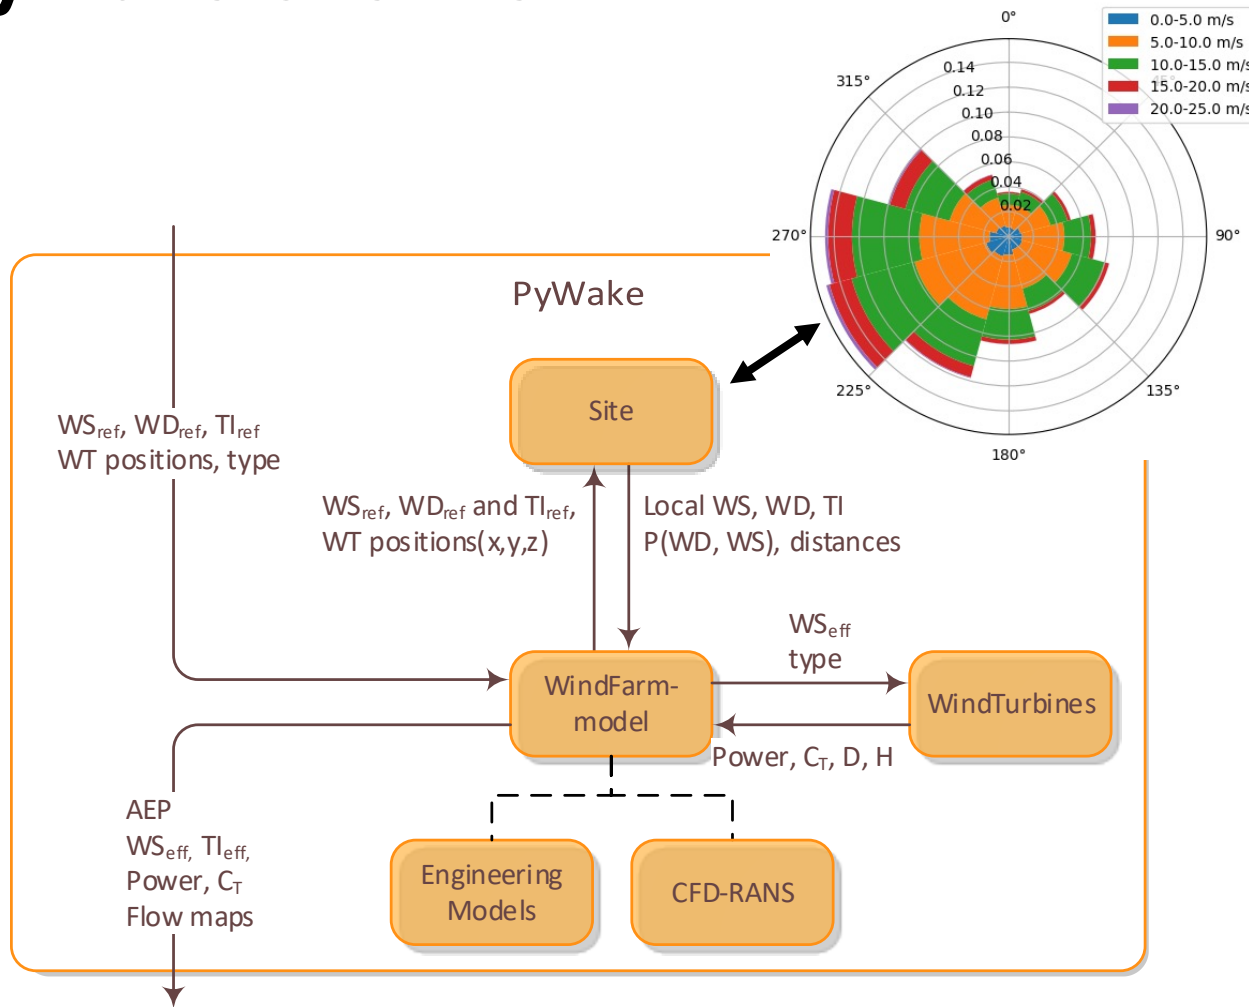 0°
0.0-5.0 m/s
5.0-10.0 m/s
10.0-15.0 m/s
15.0-20.0 m/s
20.0-25.0 m/s
315°
0.14
0.12
0.10
0.08
0.06
0.04
0.02
270°
90°
225°
135°
180°
PyWake
Site
WSref, WDref, TIref
WT positions, type
WSref, WDref and TIref,
WT positions(x,y,z)
Local WS, WD, TI
P(WD, WS), distances
WSeff
type
WindFarm-
model
WindTurbines
Power, CT, D, H
AEP
WSeff, TIeff,
Power, CT
Flow maps
Engineering
Models
CFD-RANS